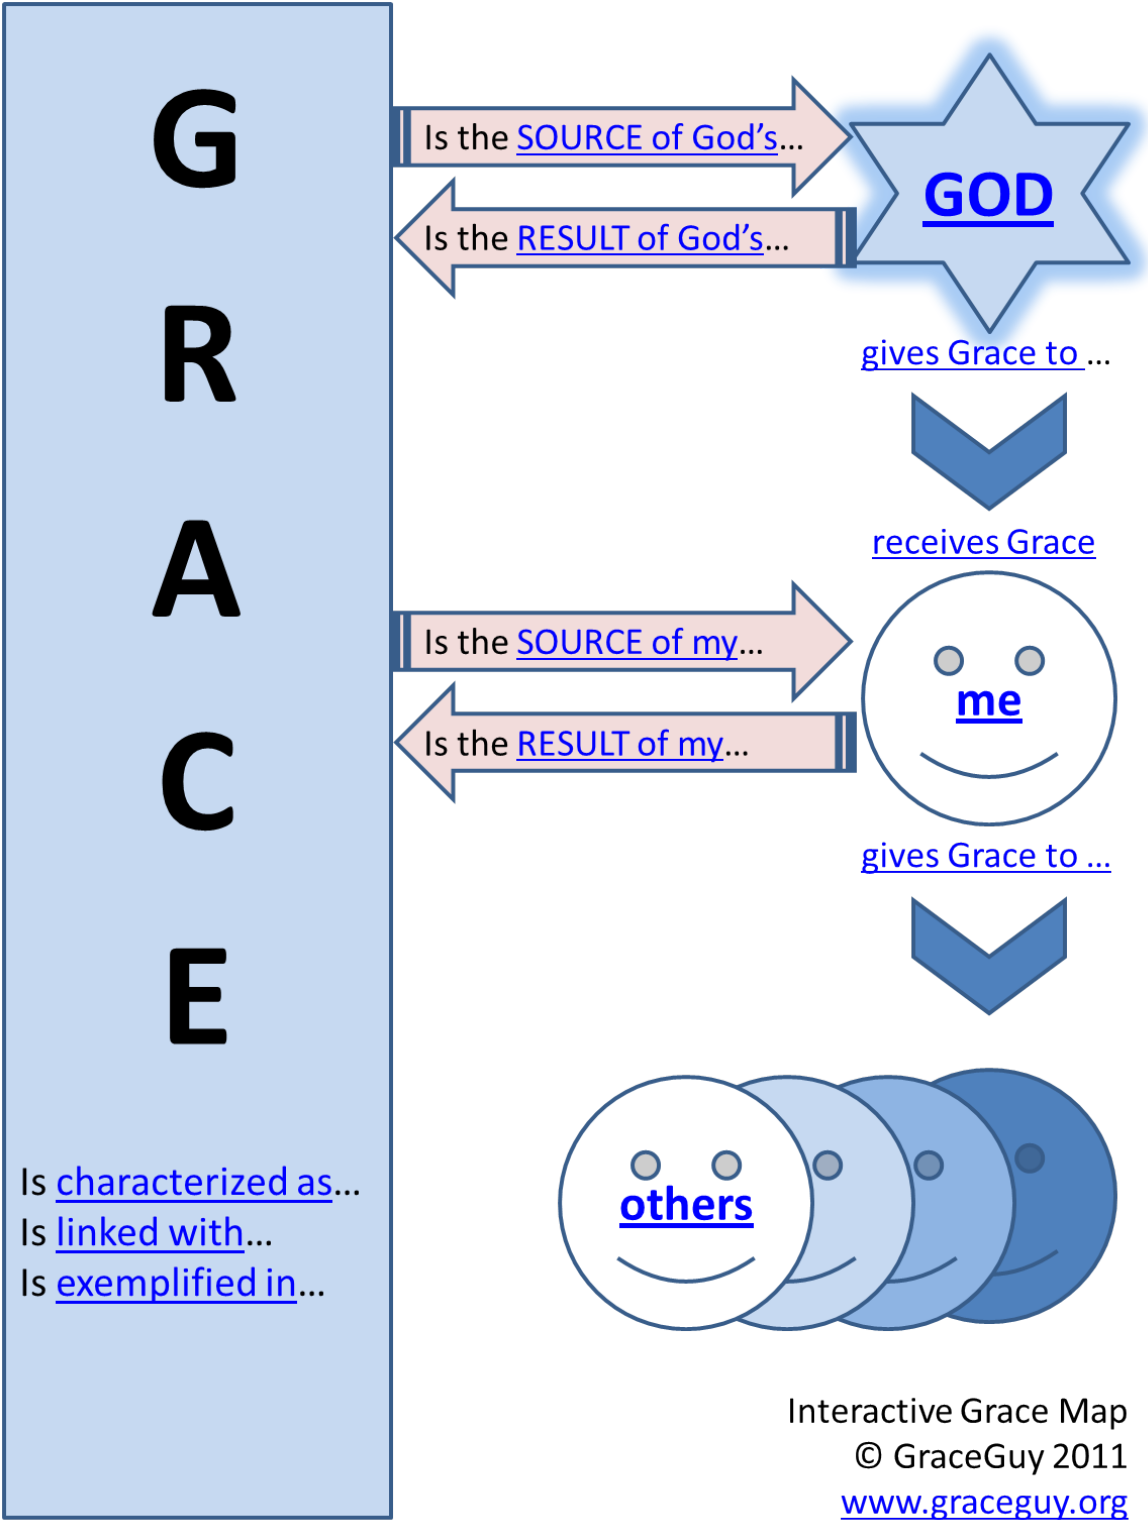 G
R
A
C
E
Is characterized as...
Is linked with...
Is exemplified in...
Is the SOURCE of God’s...
Is the RESULT of God’s...
GOD
gives Grace to ...
receives Grace
Is the SOURCE of my...
Is the RESULT of my...
me
gives Grace to ...
others
Interactive Grace Map
© GraceGuy 2011
www.graceguy.org